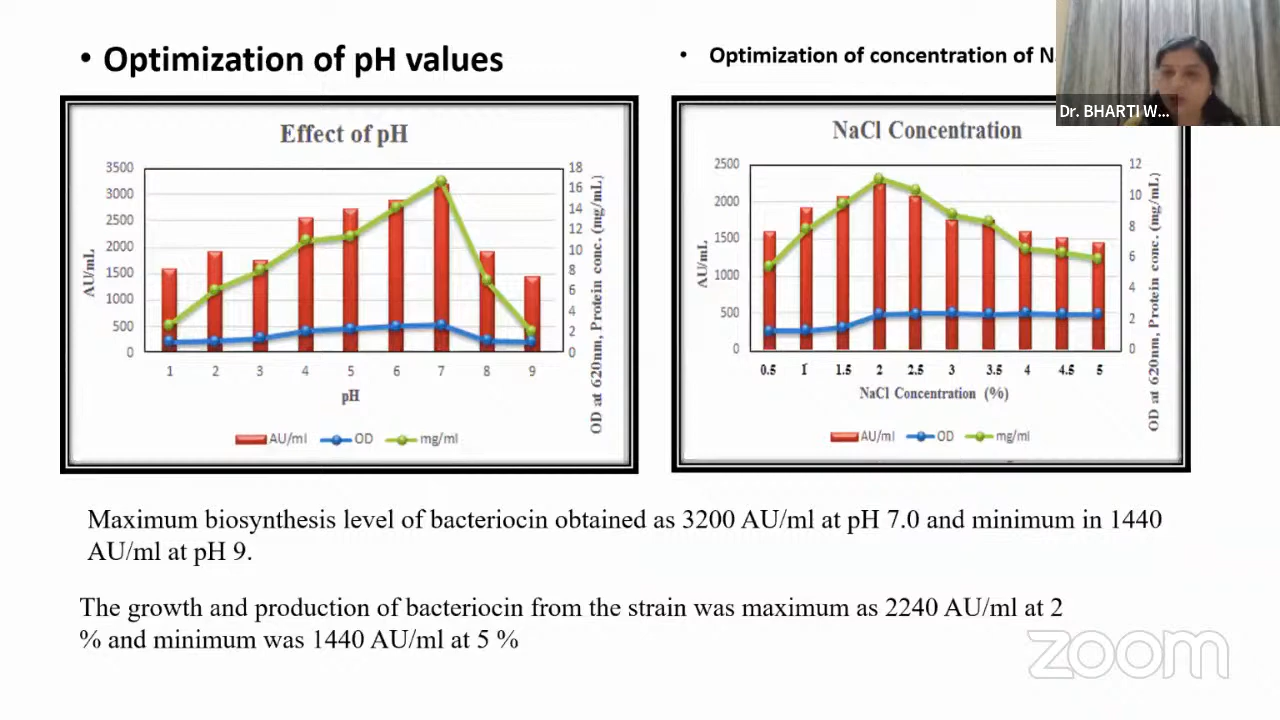 • Optimization of pH values
• Optimization of concentration of
Dr. BHARTI W...
Effect of pH
3500
3000
2500
2000
1500
1000
500
0
AU/mL
18
16
14
12
10
8
6
4
2
0
OD at 620nm, Protein conc. (mg/mL)
1 2 3 4 5 6 7 8 9
pH
AU/ml OD mg/ml
NaCl Concentration
2500
2000
1500
1000
500
0
AU/mL
12
10
8
6
4
2
0
OD at 620nm, Protein conc. (mg/mL)
0.5 1 1.5 2 2.5 3 3.5 4 4.5 5
NaCl Concentration (%)
AU/ml OD mg/ml
Maximum biosynthesis level of bacteriocin obtained as 3200 AU/ml at pH 7.0 and minimum in 1440
AU/ml at pH 9.
The growth and production of bacteriocin from the strain was maximum as 2240 AU/ml at 2
% and minimum was 1440 AU/ml at 5 %
zoom